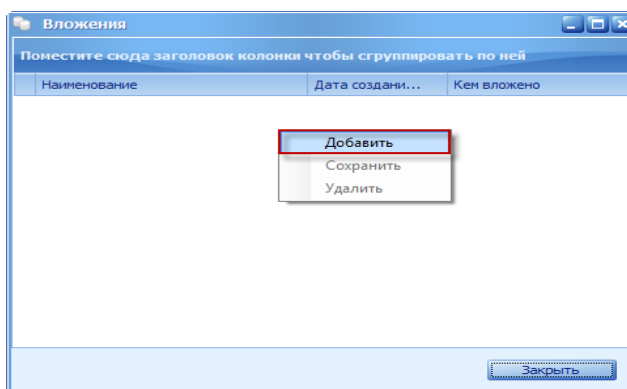 Вложения
Поместите сюда заголовок колонки чтобы сгруппировать по ней
Наименование Дата создани... Кем вложено
Добавить
Сохранить
Удалить
Закрыть